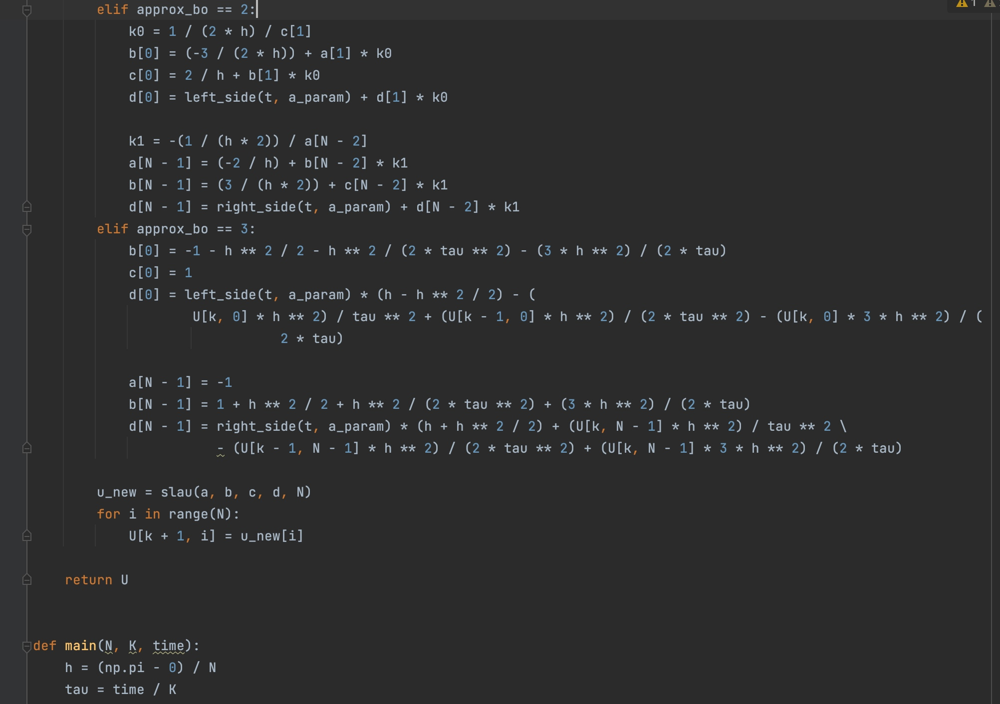 1
elif approx_bo == 2:
k0 = 1 / (2 * h) / c[1]
b[0] = (-3 / (2 * h)) + a[1] * k0
c[0] = 2 / h + b[1] * k0
d[0] = left_side(t, a_param) + d[1] * k0
k1 = -(1 / (h * 2)) / a[N - 2]
a[N - 1] = (-2 / h) + b[N - 2] * k1
b[N - 1] = (3 / (h * 2)) + c[N - 2] * k1
d[N - 1] = right_side(t, a_param) + d[N - 2] * k1
elif approx_bo == 3:
b[0] = -1 - h ** 2 / 2 - h ** 2 / (2 * tau ** 2) - (3 * h ** 2) / (2 * tau)
c[0] = 1
d[0] = left_side(t, a_param) * (h - h ** 2 / 2) - (
U[k, 0] * h ** 2) / tau ** 2 + (U[k - 1, 0] * h ** 2) / (2 * tau ** 2) - (U[k, 0] * 3 * h ** 2) / (
2 * tau)
a[N - 1] = -1
b[N - 1] = 1 + h ** 2 / 2 + h ** 2 / (2 * tau ** 2) + (3 * h ** 2) / (2 * tau)
d[N - 1] = right_side(t, a_param) * (h + h ** 2 / 2) + (U[k, N - 1] * h ** 2) / tau ** 2 \
- (U[k - 1, N - 1] * h ** 2) / (2 * tau ** 2) + (U[k, N - 1] * 3 * h ** 2) / (2 * tau)
u_new = slau(a, b, c, d, N)
for i in range(N):
U[k + 1, i] = u_new[i]
return U
def main(N, K, time):
h = (np.pi - 0) / N
tau = time / K